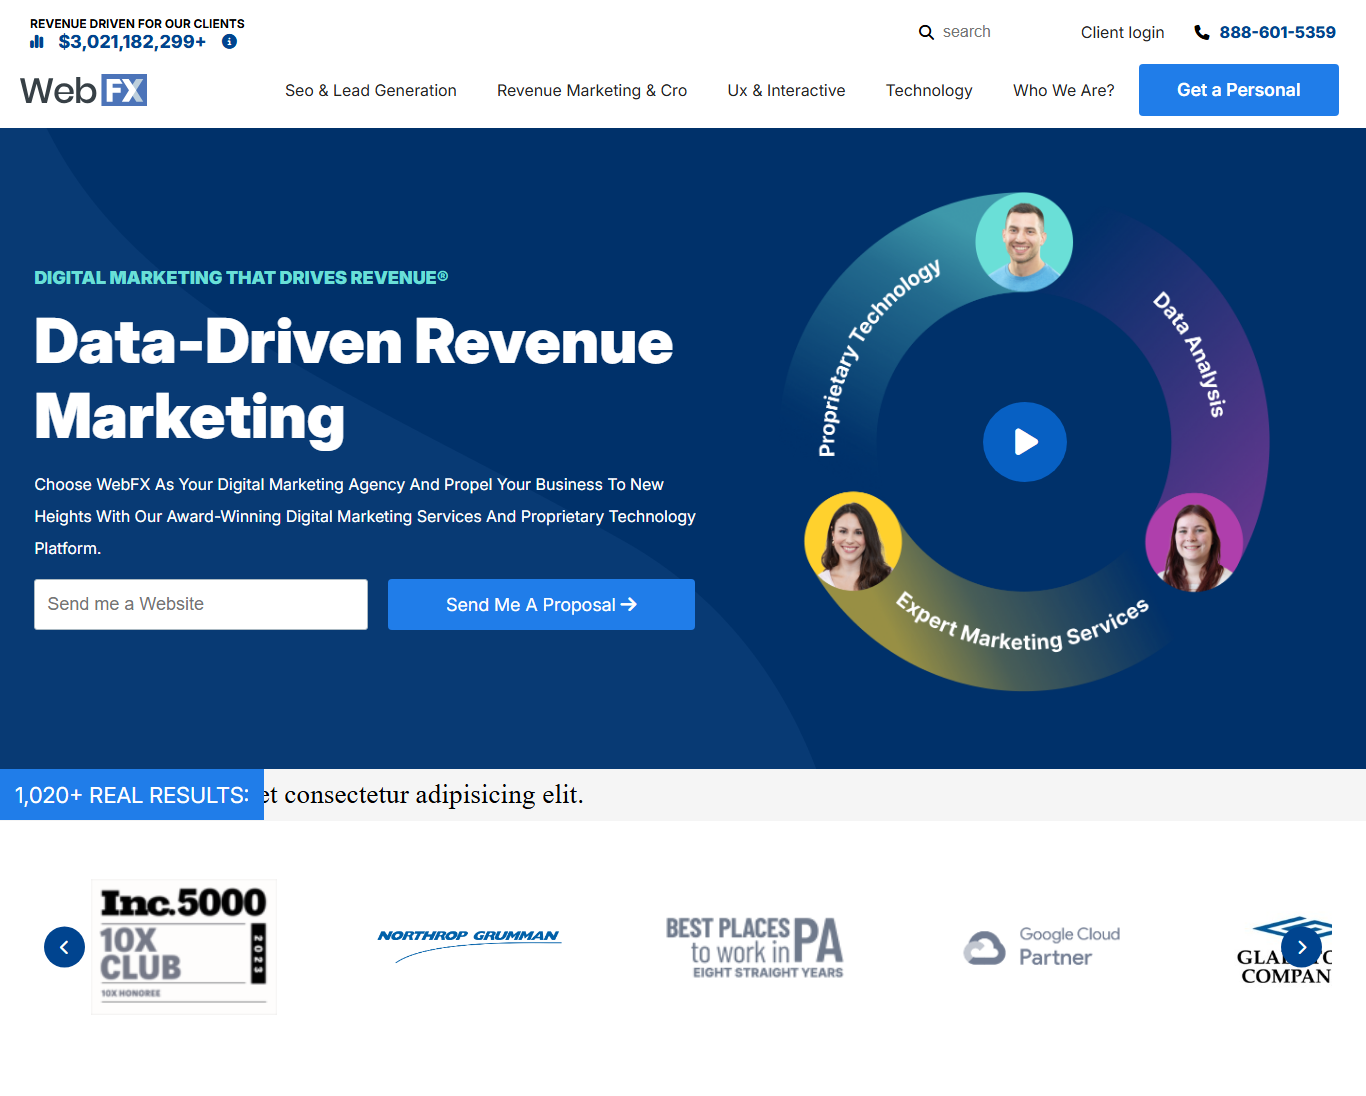 REVENUE DRIVEN FOR OUR CLIENTS
$3,021,182,299+
search
Client login
888-601-5359
Web FX
Seo & Lead Generation
Revenue Marketing & Cro
Ux & Interactive
Technology
Who We Are?
Get a Personal
DIGITAL MARKETING THAT DRIVES REVENUE®
Data-Driven Revenue
Marketing
Choose WebFX As Your Digital Marketing Agency And Propel Your Business To New
Heights With Our Award-Winning Digital Marketing Services And Proprietary Technology
Platform.
Send me a Website
Send Me A Proposal
Proprietary Technology
Data Analysis
Expert Marketing Services
1,020+ REAL RESULTS:
et consectetur adipisicing elit.
Inc.5000
10X
CLUB
2023
10X HONOREE
NORTHROP GRUMMAN
BEST PLACES
to work in PA
EIGHT STRAIGHT YEARS
Google Cloud
Partner
COMPAN